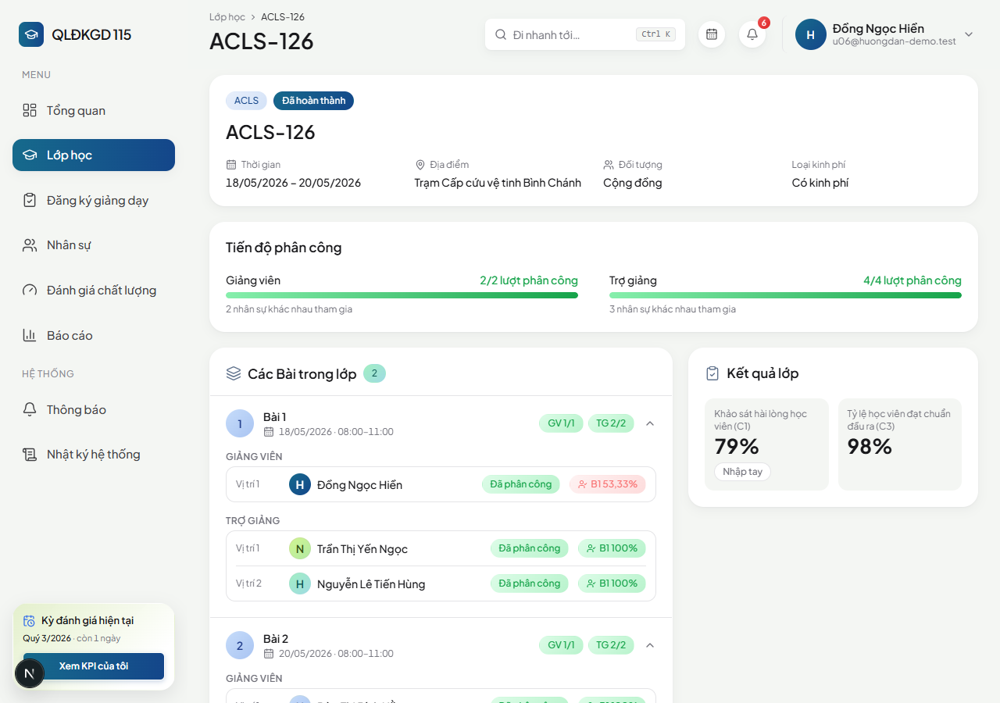 QLĐKGD 115
MENU
Tổng quan
Lớp học
Đăng ký giảng dạy
Nhân sự
Đánh giá chất lượng
Báo cáo
HỆ THỐNG
Thông báo
Nhật ký hệ thống
Kỳ đánh giá hiện tại
Quý 3/2026 · còn 1 ngày
Xem KPI của tôi
N
Lớp học > ACLS-126
ACLS-126
Đi nhanh tới... Ctrl K
6
H
Đồng Ngọc Hiền
u06@huongdan-demo.test
ACLS Đã hoàn thành
ACLS-126
Thời gian
18/05/2026 – 20/05/2026
Địa điểm
Trạm Cấp cứu vệ tinh Bình Chánh
Đối tượng
Cộng đồng
Loại kinh phí
Có kinh phí
Tiến độ phân công
Giảng viên 2/2 lượt phân công
2 nhân sự khác nhau tham gia
Trợ giảng 4/4 lượt phân công
3 nhân sự khác nhau tham gia
Các Bài trong lớp 2
1 Bài 1 GV 1/1 TG 2/2
18/05/2026 · 08:00–11:00
GIẢNG VIÊN
Vị trí 1 H Đồng Ngọc Hiền Đã phân công B1 53,33%
TRỢ GIẢNG
Vị trí 1 N Trần Thị Yến Ngọc Đã phân công B1 100%
Vị trí 2 H Nguyễn Lê Tiến Hùng Đã phân công B1 100%
2 Bài 2 GV 1/1 TG 2/2
20/05/2026 · 08:00–11:00
GIẢNG VIÊN
Kết quả lớp
Khảo sát hài lòng học
viên (C1)
79%
Nhập tay
Tỷ lệ học viên đạt chuẩn
đầu ra (C3)
98%